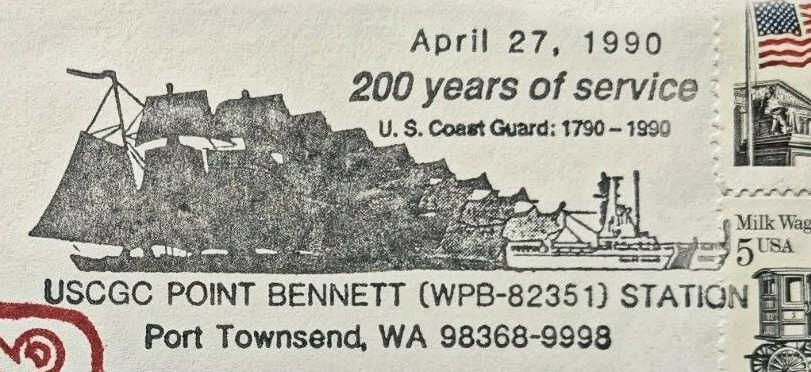 April 27, 1990
200 years of service
U. S. Coast Guard: 1790 - 1990
USCGC POINT BENNETT (WPB-82351) STATION
Port Townsend, WA 98368-9998
Milk Wag
5 USA